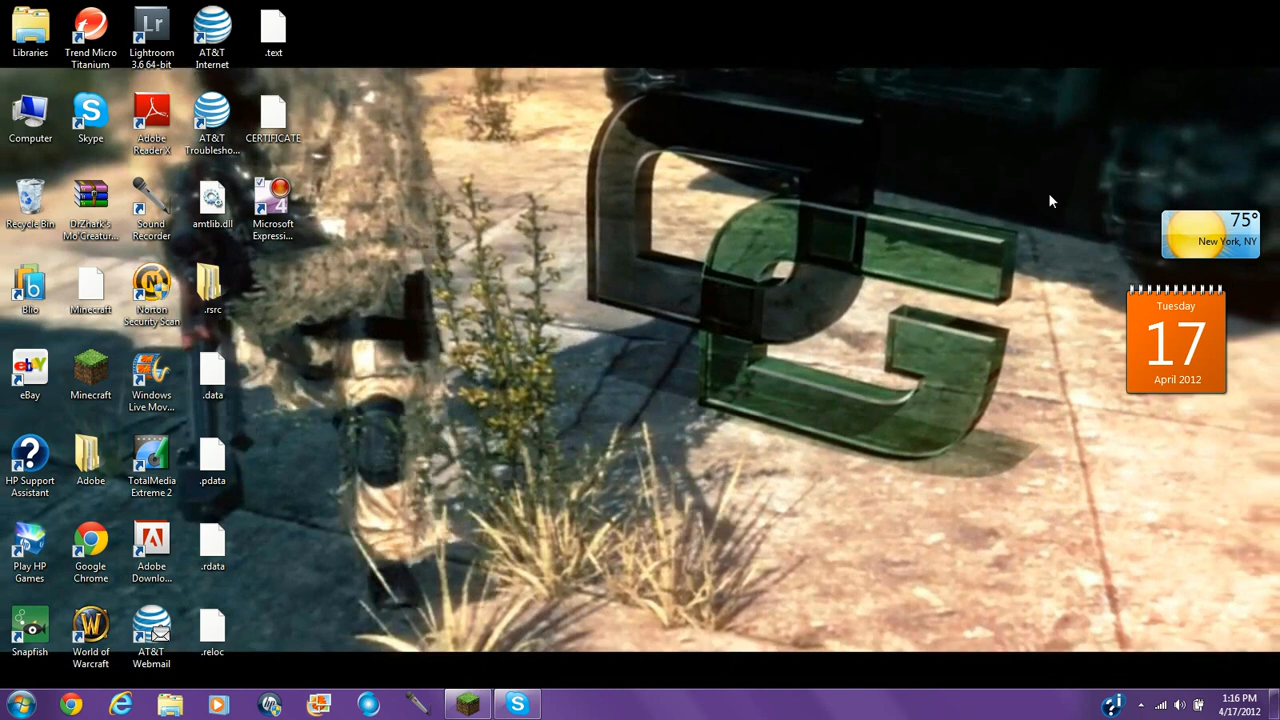 Libraries
Trend Micro
Titanium
Lightroom
3.6 64-bit
AT&T
Internet
.text
Computer
Skype
Adobe
Reader X
AT&T
Troublesho...
CERTIFICATE
Recycle Bin
DrZhark's
Mo'Creatur...
Sound
Recorder
amtlib.dll
Microsoft
Expressi...
Blio
Minecraft
Norton
Security Scan
.rsrc
eBay
Minecraft
Windows
Live Mov...
.data
HP Support
Assistant
Adobe
TotalMedia
Extreme 2
.pdata
Play HP
Games
Google
Chrome
Adobe
Downlo...
.rdata
Snapfish
World of
Warcraft
AT&T
Webmail
.reloc
75°
New York, NY
Tuesday
17
April 2012
1:16 PM
4/17/2012